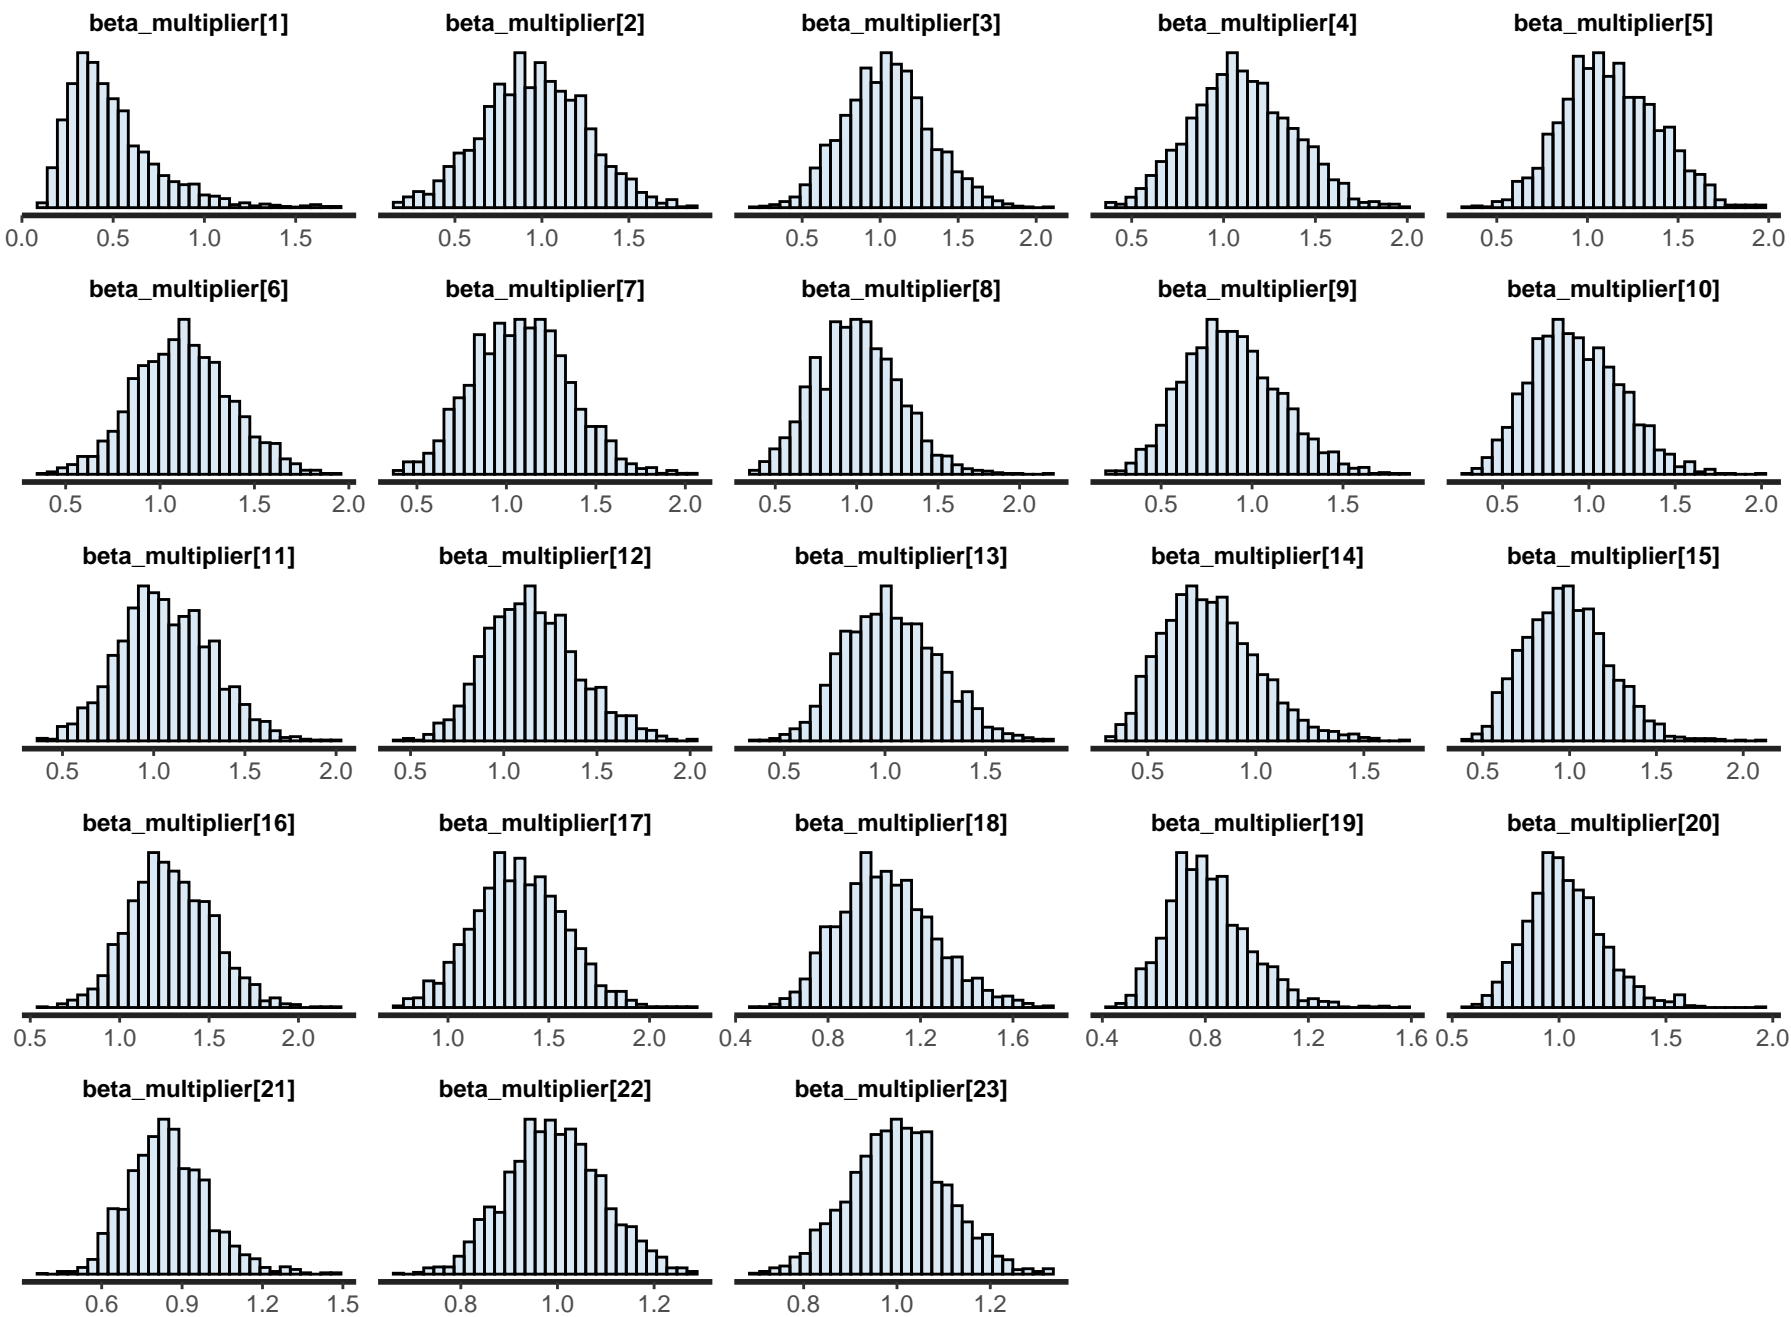 beta_multiplier[1] beta_multiplier[2] beta_multiplier[3] beta_multiplier[4] beta_multiplier[5]
0.0 0.5 1.0 1.5 0.5 1.0 1.5 0.5 1.0 1.5 2.0 0.5 1.0 1.5 2.0 0.5 1.0 1.5 2.0
beta_multiplier[6] beta_multiplier[7] beta_multiplier[8] beta_multiplier[9] beta_multiplier[10]
0.5 1.0 1.5 2.0 0.5 1.0 1.5 2.0 0.5 1.0 1.5 2.0 0.5 1.0 1.5 0.5 1.0 1.5 2.0
beta_multiplier[11] beta_multiplier[12] beta_multiplier[13] beta_multiplier[14] beta_multiplier[15]
0.5 1.0 1.5 2.0 0.5 1.0 1.5 2.0 0.5 1.0 1.5 0.5 1.0 1.5 0.5 1.0 1.5 2.0
beta_multiplier[16] beta_multiplier[17] beta_multiplier[18] beta_multiplier[19] beta_multiplier[20]
0.5 1.0 1.5 2.0 1.0 1.5 2.0 0.4 0.8 1.2 1.6 0.4 0.8 1.2 1.6 0.5 1.0 1.5 2.0
beta_multiplier[21] beta_multiplier[22] beta_multiplier[23]
0.6 0.9 1.2 1.5 0.8 1.0 1.2 0.8 1.0 1.2